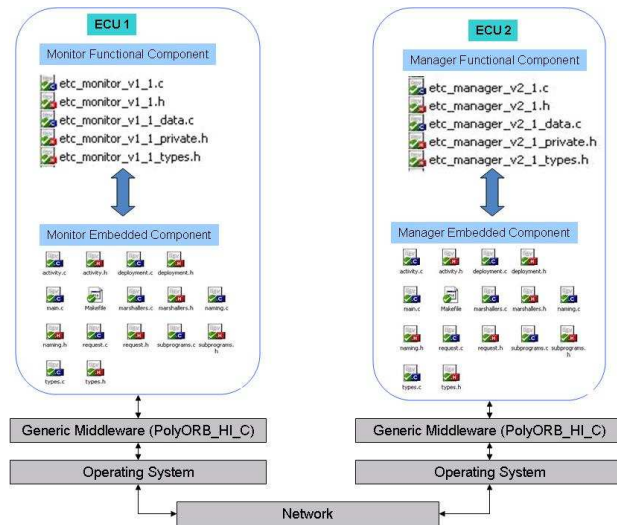 ECU 1
Monitor Functional Component
etc_monitor_v1_1.c
etc_monitor_v1_1.h
etc_monitor_v1_1_data.c
etc_monitor_v1_1_private.h
etc_monitor_v1_1_types.h
Monitor Embedded Component
activity.c activity.h deployment.c deployment.h
main.c Makefile marshallers.c marshallers.h naming.c
naming.h request.c request.h subprograms.c subprograms.
h
types.c types.h
Generic Middleware (PolyORB_HI_C)
Operating System
ECU 2
Manager Functional Component
etc_manager_v2_1.c
etc_manager_v2_1.h
etc_manager_v2_1_data.c
etc_manager_v2_1_private.h
etc_manager_v2_1_types.h
Manager Embedded Component
activity.c activity.h deployment.c deployment.h
main.c Makefile marshallers.c marshallers.h naming.c
naming.h request.c request.h subprograms.c subprograms.
h
types.c types.h
Generic Middleware (PolyORB_HI_C)
Operating System
Network